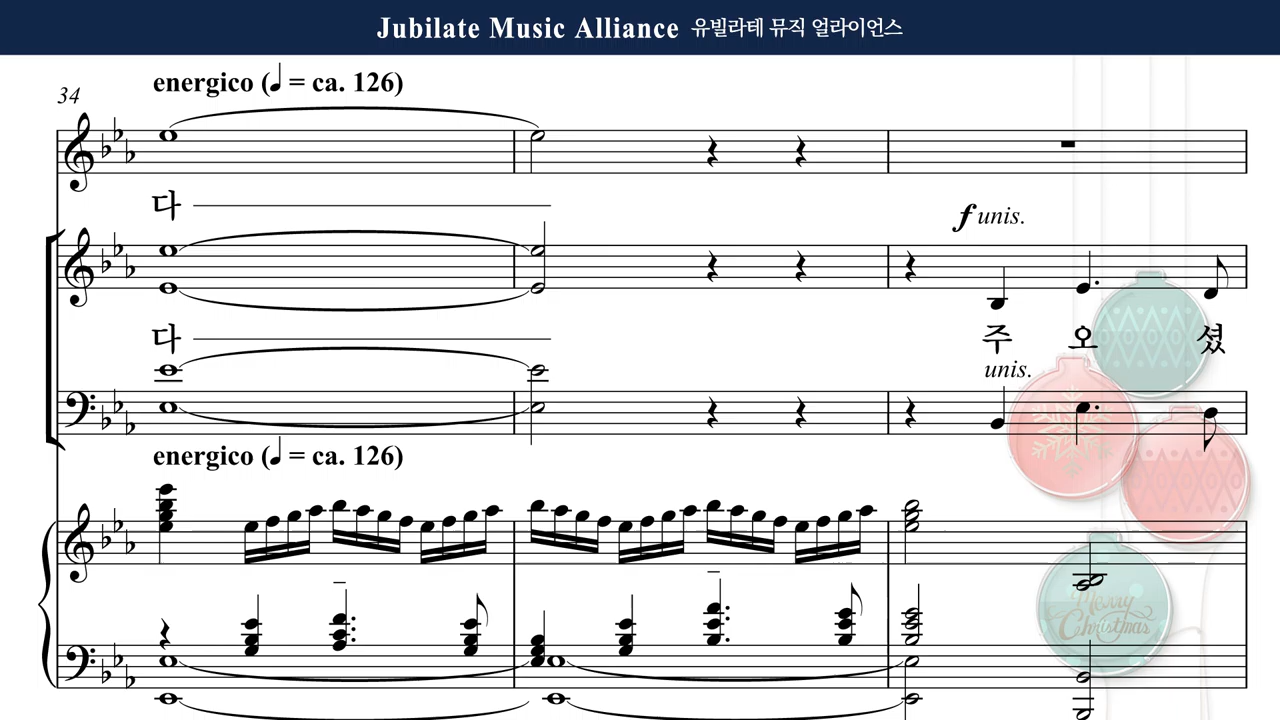 Jubilate Music Alliance 유빌라테 뮤직 얼라이언스
energico (♩ = ca. 126)
34
다
f unis.
다 주 오 셨
unis.
energico (♩ = ca. 126)
Merry
Christmas